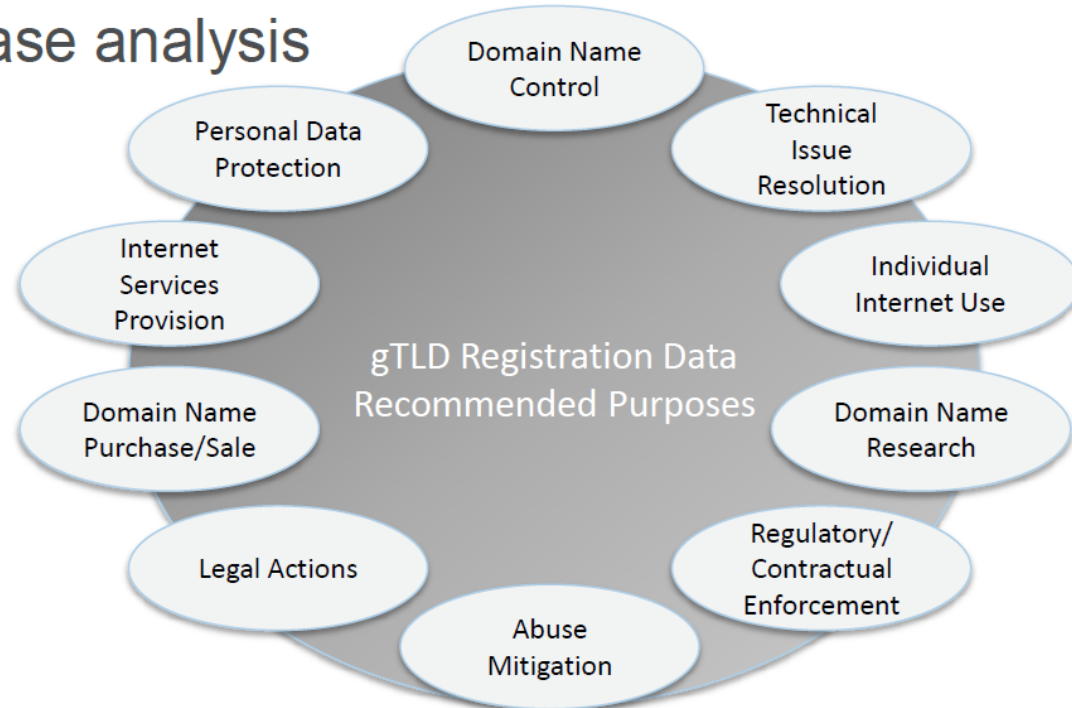 ase analysis
Domain Name
Control
Technical
Issue
Resolution
Individual
Internet Use
Domain Name
Research
Regulatory/
Contractual
Enforcement
Abuse
Mitigation
Legal Actions
Domain Name
Purchase/Sale
Internet
Services
Provision
Personal Data
Protection
gTLD Registration Data
Recommended Purposes